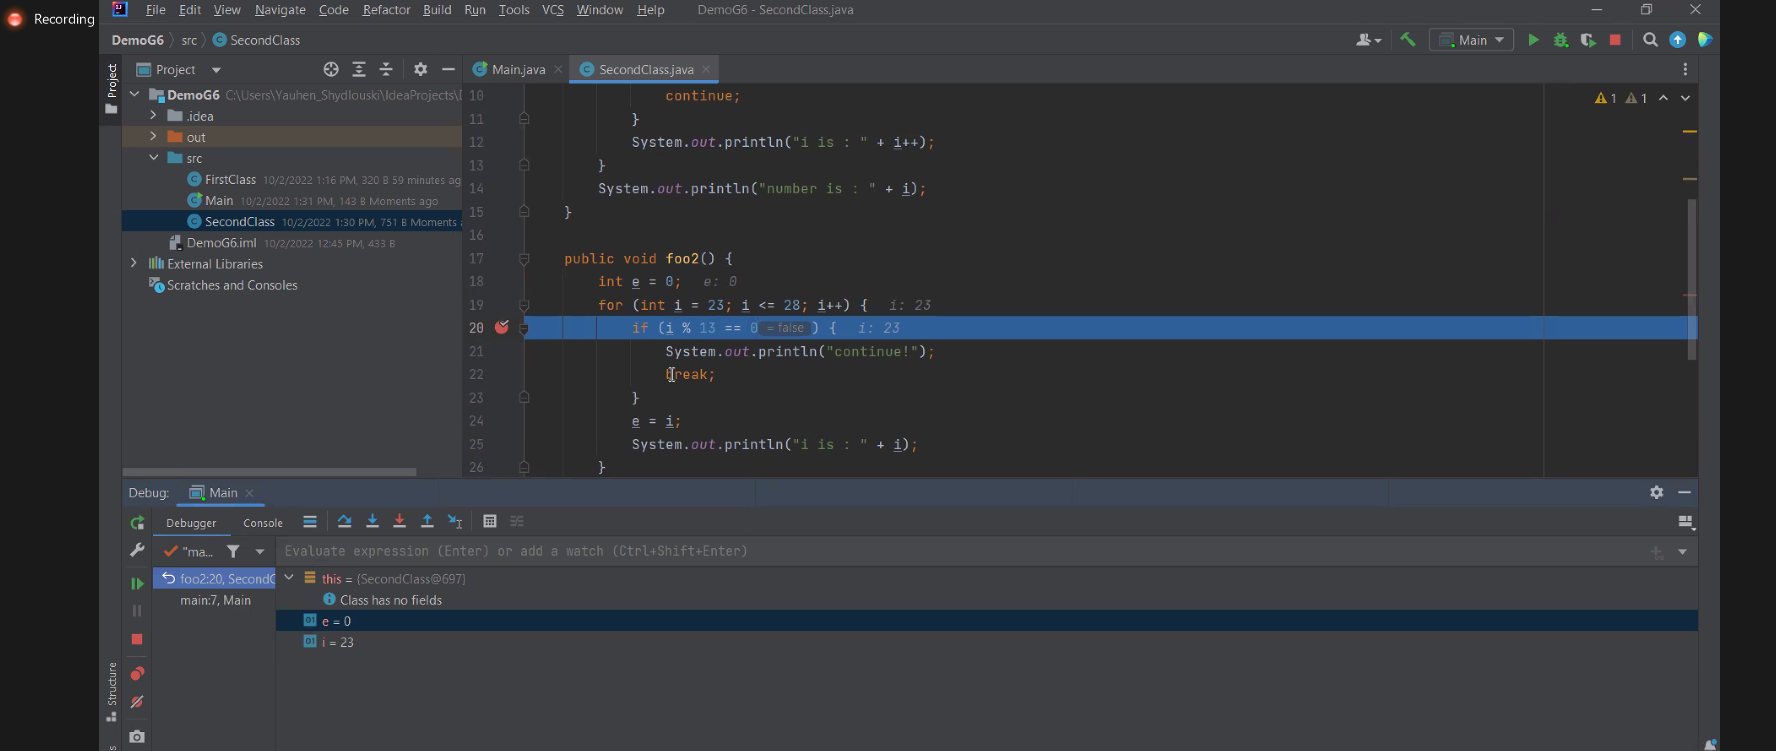 Recording
File Edit View Navigate Code Refactor Build Run Tools VCS Window Help DemoG6 - SecondClass.java
DemoG6 src SecondClass Main
Project
Project
Main.java SecondClass.java
DemoG6 C:\Users\Yauhen_Shydlouski\IdeaProjects\
.idea
out
src
FirstClass 10/2/2022 1:16 PM, 320 B 59 minutes ag
Main 10/2/2022 1:31 PM, 143 B Moments ago
SecondClass 10/2/2022 1:30 PM, 751 B Moments
DemoG6.iml 10/2/2022 12:45 PM, 433 B
External Libraries
Scratches and Consoles
1 1
10 continue;
11 }
12 System.out.println("i is : " + i++);
13 }
14 System.out.println("number is : " + i);
15 }
16
17 public void foo2() {
18 int e = 0; e: 0
19 for (int i = 23; i <= 28; i++) { i: 23
20 if (i % 13 == 0 = false ) { i: 23
21 System.out.println("continue!");
22 break;
23 }
24 e = i;
25 System.out.println("i is : " + i);
26 }
Debug: Main
Debugger Console
"ma... Evaluate expression (Enter) or add a watch (Ctrl+Shift+Enter)
foo2:20, SecondC
main:7, Main
this = {SecondClass@697}
Class has no fields
01 e = 0
01 i = 23
Structure